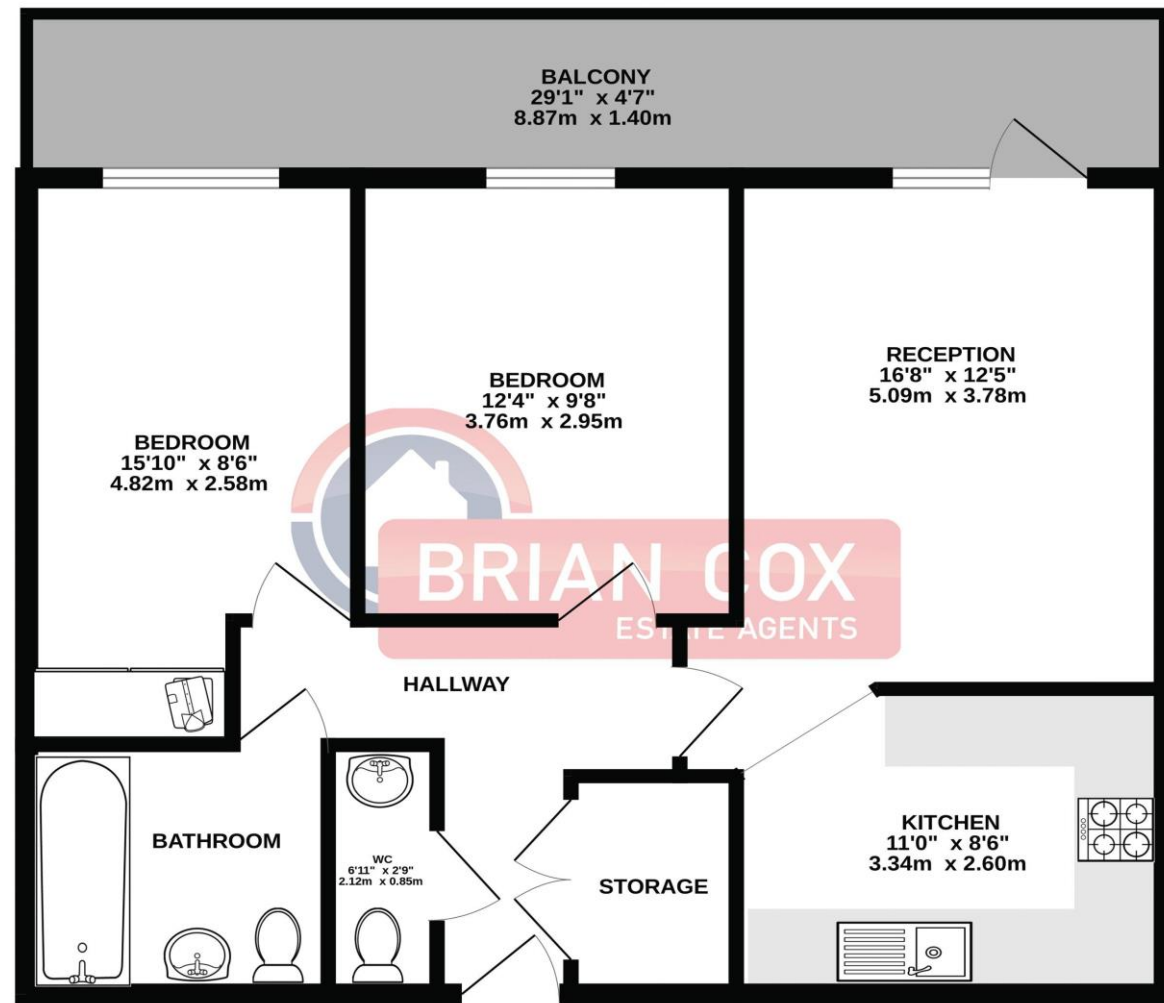 BALCONY
29'1" x 4'7"
8.87m x 1.40m
RECEPTION
16'8" x 12'5"
5.09m x 3.78m
BEDROOM
12'4" x 9'8"
3.76m x 2.95m
BEDROOM
15'10" x 8'6"
4.82m x 2.58m
BRIAN COX
ESTATE AGENTS
HALLWAY
KITCHEN
11'0" x 8'6"
3.34m x 2.60m
BATHROOM
WC
6'11" x 2'9"
2.12m x 0.85m
STORAGE